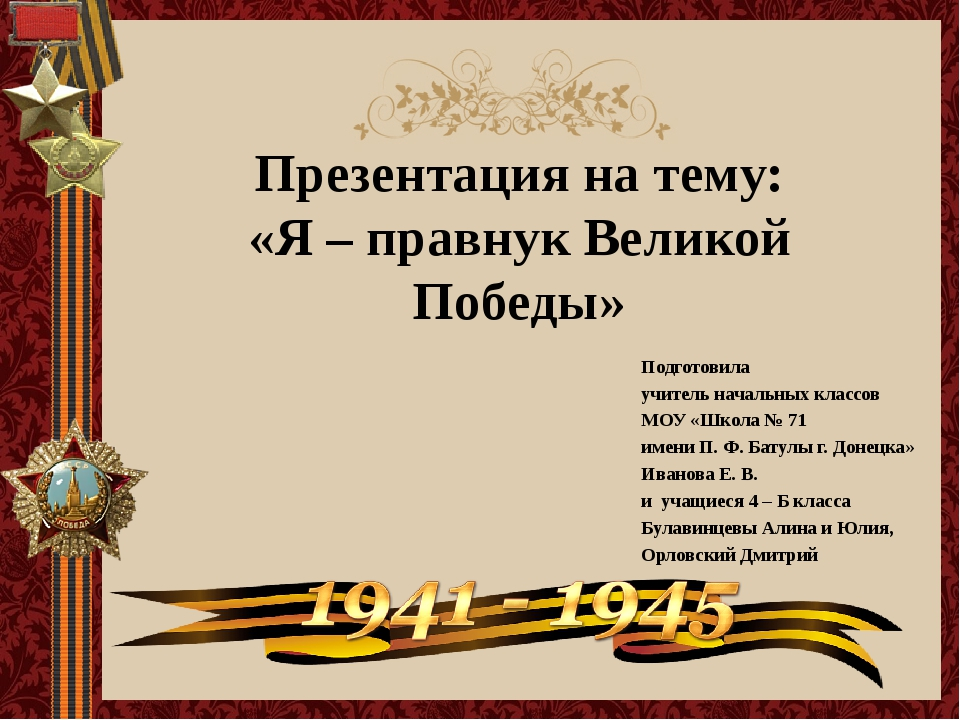 Презентация на тему:
«Я – правнук Великой
Победы»
Подготовила
учитель начальных классов
МОУ «Школа № 71
имени П. Ф. Батулы г. Донецка»
Иванова Е. В.
и учащиеся 4 – Б класса
Булавинцевы Алина и Юлия,
Орловский Дмитрий
ПОБЕДА
1941 - 1945